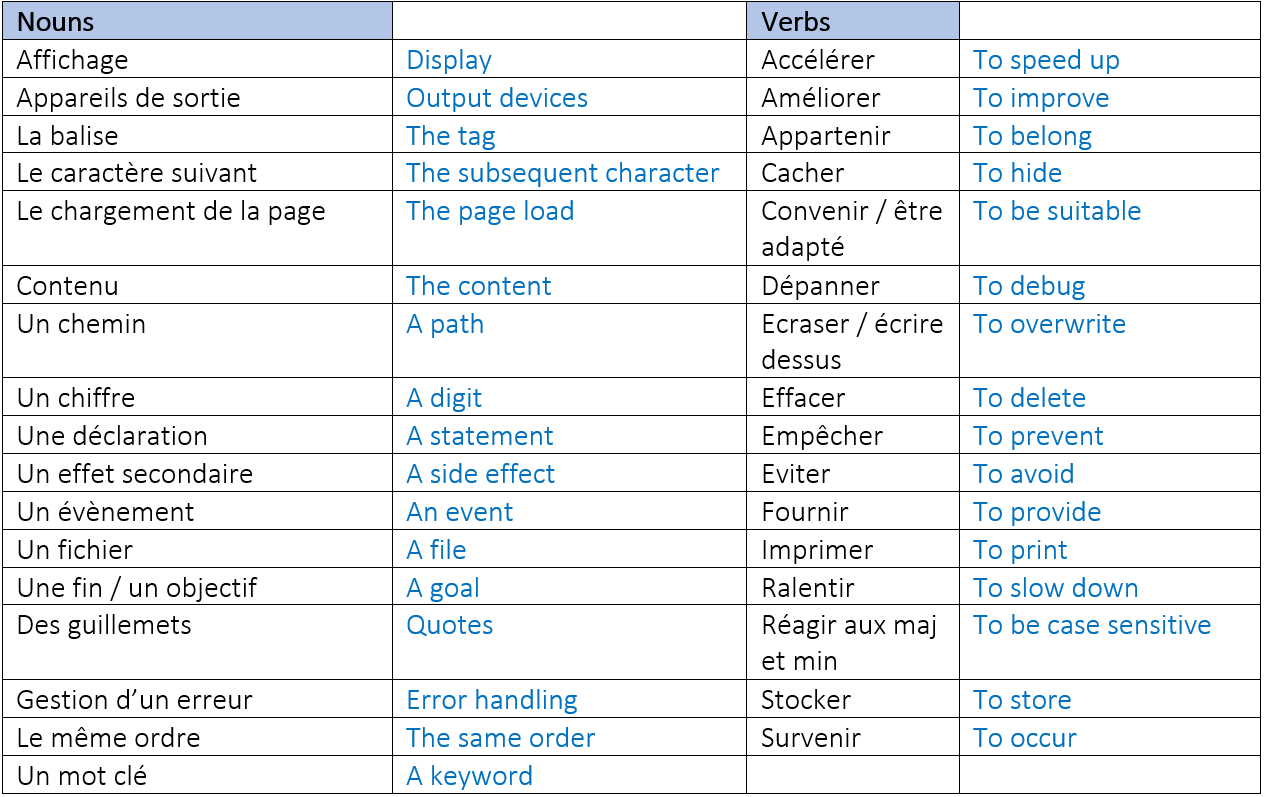 Nouns Verbs
Affichage Display Accélérer To speed up
Appareils de sortie Output devices Améliorer To improve
La balise The tag Appartenir To belong
Le caractère suivant The subsequent character Cacher To hide
Le chargement de la page The page load Convenir / être To be suitable
adapté
Contenu The content Dépanner To debug
Un chemin A path Ecraser / écrire To overwrite
dessus
Un chiffre A digit Effacer To delete
Une déclaration A statement Empêcher To prevent
Un effet secondaire A side effect Eviter To avoid
Un évènement An event Fournir To provide
Un fichier A file Imprimer To print
Une fin / un objectif A goal Ralentir To slow down
Des guillemets Quotes Réagir aux maj To be case sensitive
et min
Gestion d’un erreur Error handling Stocker To store
Le même ordre The same order Survenir To occur
Un mot clé A keyword